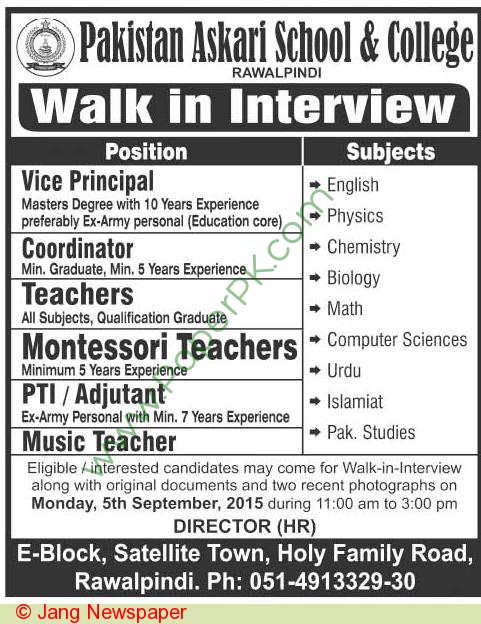 Pakistan Askari School & College
RAWALPINDI
Walk in Interview
Position
Vice Principal
Masters Degree with 10 Years Experience
preferably Ex-Army personal (Education core)
Coordinator
Min. Graduate, Min. 5 Years Experience
Teachers
All Subjects, Qualification Graduate
Montessori Teachers
Minimum 5 Years Experience
PTI / Adjutant
Ex-Army Personal with Min. 7 Years Experience
Music Teacher
Subjects
English
Physics
Chemistry
Biology
Math
Computer Sciences
Urdu
Islamiat
Pak. Studies
www.PaperPK.com
Eligible / interested candidates may come for Walk-in-Interview
along with original documents and two recent photographs on
Monday, 5th September, 2015 during 11:00 am to 3:00 pm
DIRECTOR (HR)
E-Block, Satellite Town, Holy Family Road,
Rawalpindi. Ph: 051-4913329-30
© Jang Newspaper